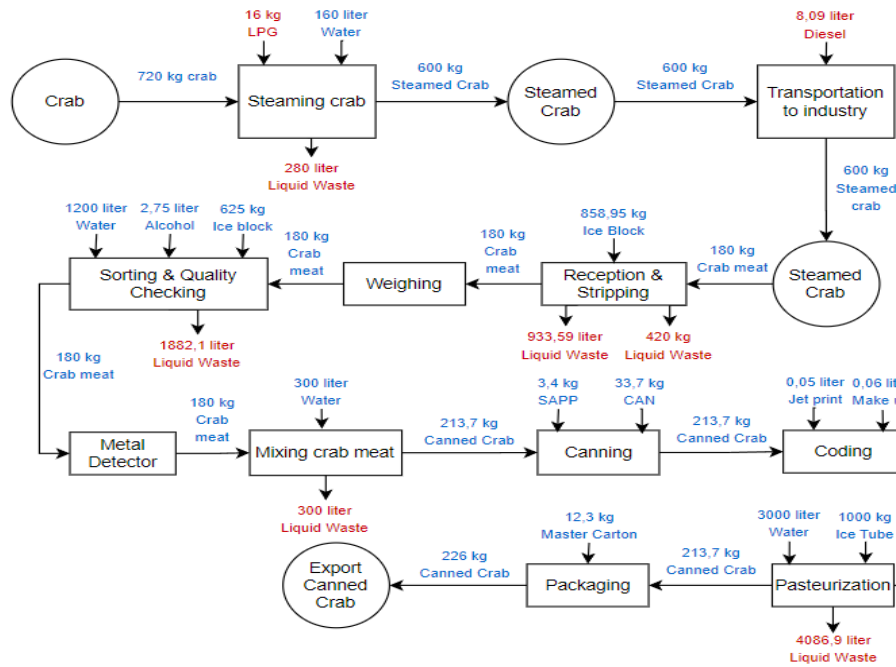 16 kg
LPG
160 liter
Water
8,09 liter
Diesel
Crab
720 kg crab
Steaming crab
600 kg
Steamed Crab
Steamed
Crab
600 kg
Steamed Crab
Transportation
to industry
280 liter
Liquid Waste
600 kg
Steamed
crab
1200 liter
Water
2,75 liter
Alcohol
625 kg
Ice block
858,95 kg
Ice Block
Sorting & Quality
Checking
180 kg
Crab
meat
Weighing
180 kg
Crab
meat
Reception &
Stripping
180 kg
Crab meat
Steamed
Crab
1882,1 liter
Liquid Waste
933,59 liter
Liquid Waste
420 kg
Liquid Waste
180 kg
Crab meat
Metal
Detector
180 kg
Crab
meat
300 liter
Water
Mixing crab meat
213,7 kg
Canned Crab
3,4 kg
SAPP
33,7 kg
CAN
Canning
213,7 kg
Canned Crab
0,05 liter
Jet print
0,06 lit
Make
Coding
300 liter
Liquid Waste
Export
Canned
Crab
226 kg
Canned Crab
12,3 kg
Master Carton
Packaging
213,7 kg
Canned Crab
3000 liter
Water
1000 kg
Ice Tube
Pasteurization
4086,9 liter
Liquid Waste